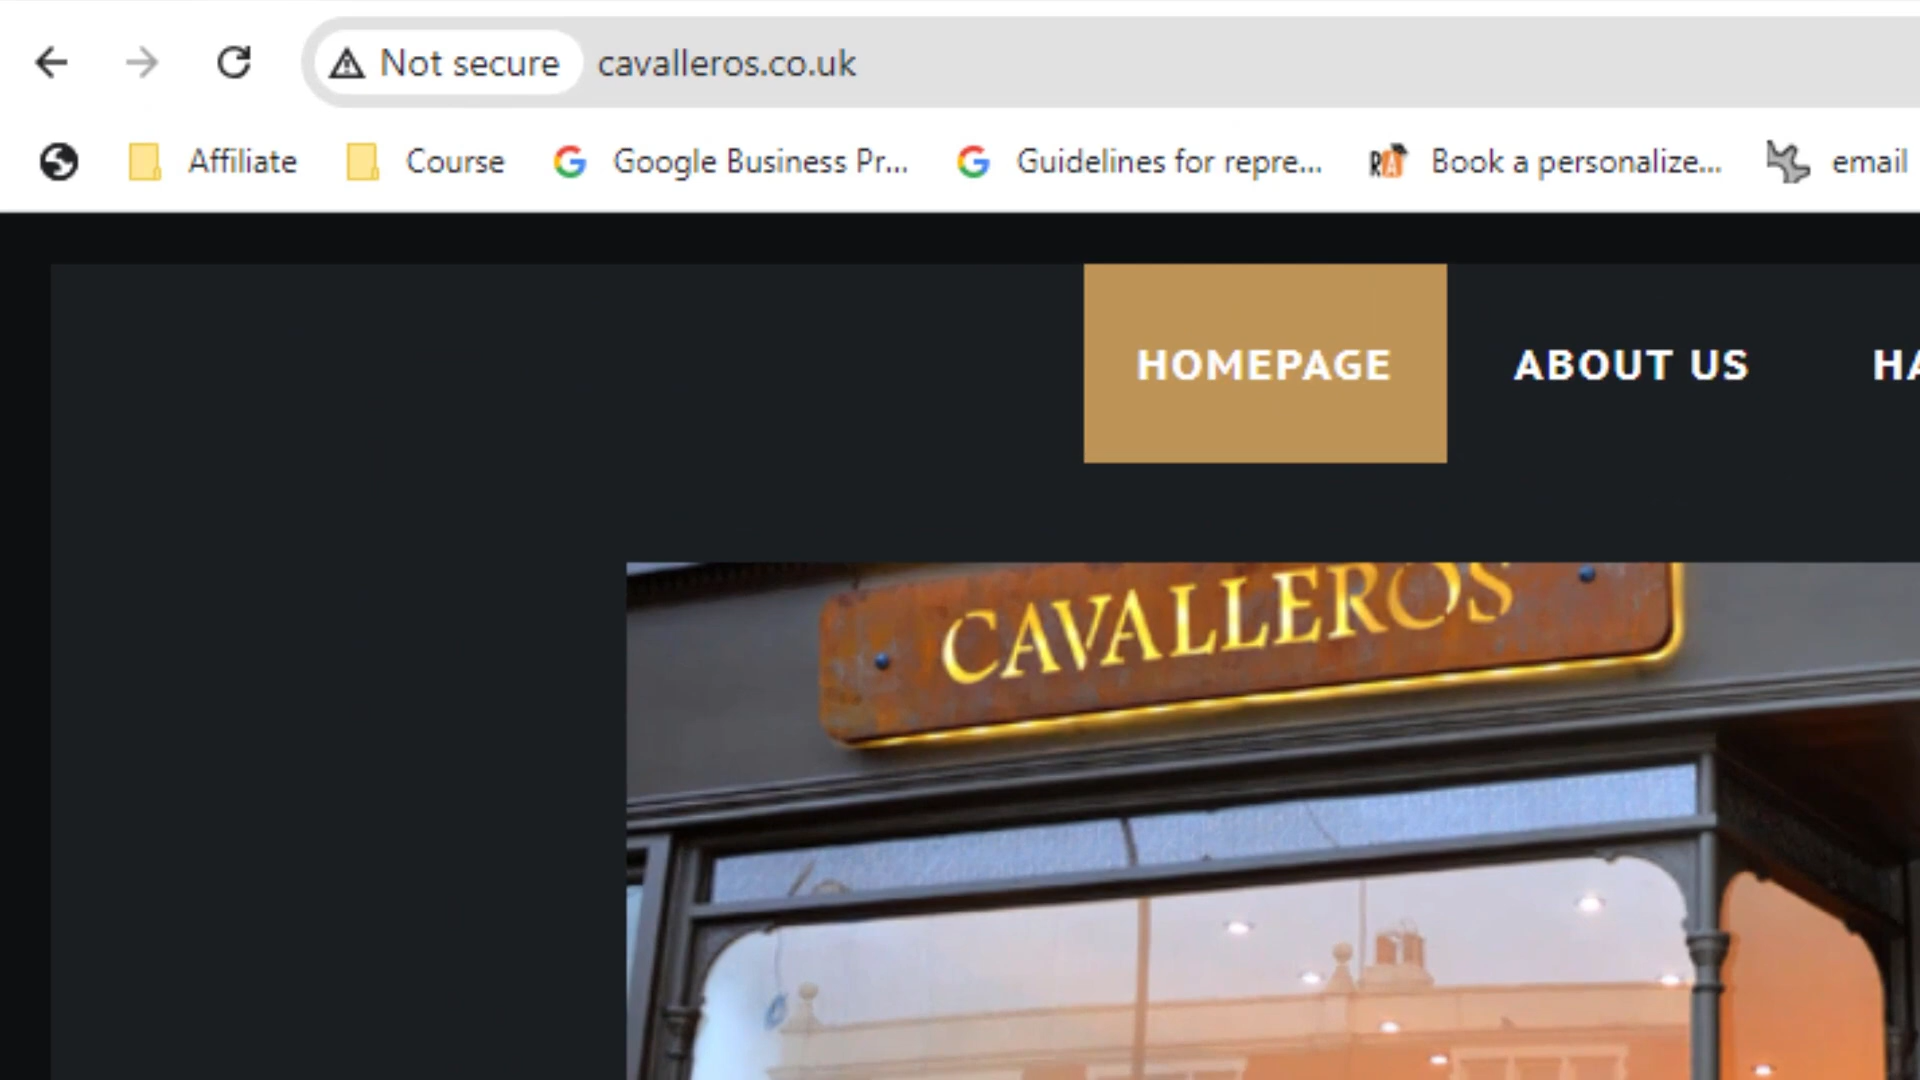 Not secure cavalleros.co.uk
Affiliate Course Google Business Pr... Guidelines for repre... Book a personalize... email
HOMEPAGE ABOUT US HA
CAVALLEROS